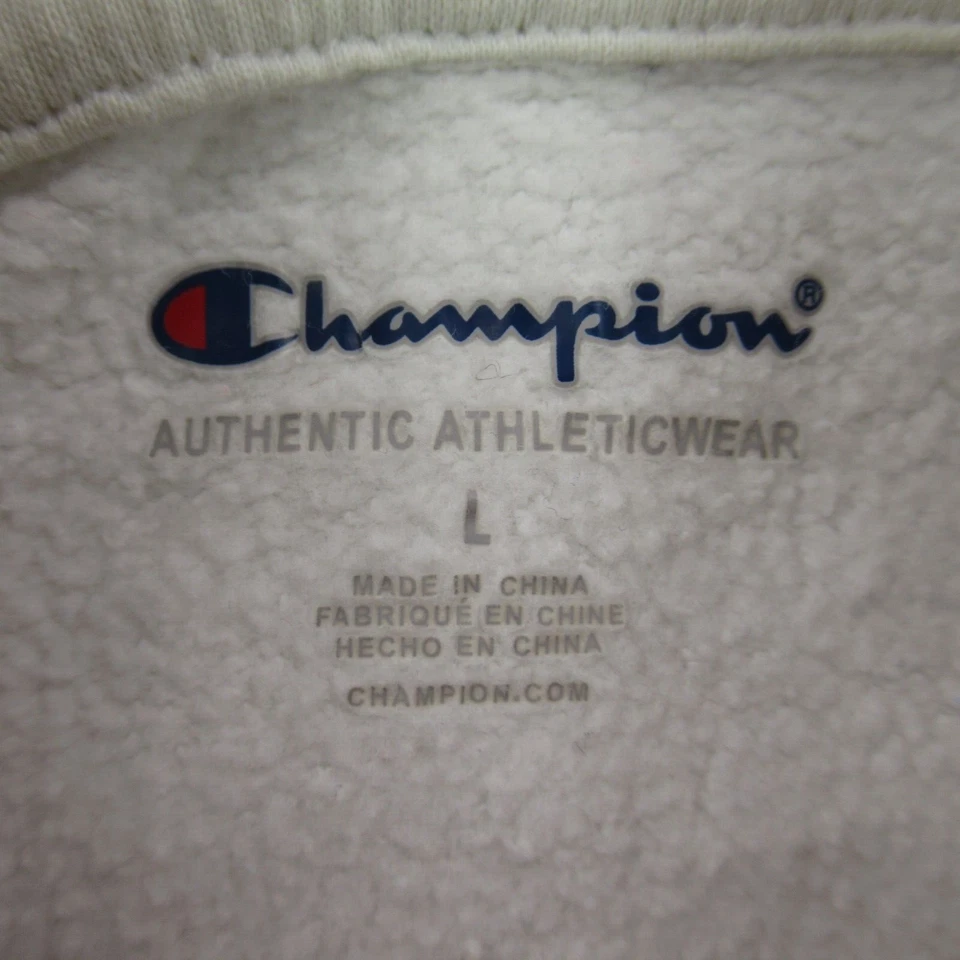 Champion®
AUTHENTIC ATHLETICWEAR
L
MADE IN CHINA
FABRIQUÉ EN CHINE
HECHO EN CHINA
CHAMPION.COM